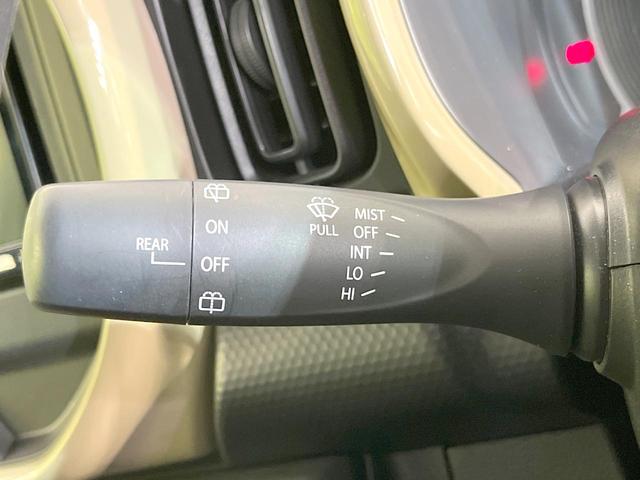 REAR
ON
OFF
PULL
MIST
OFF
INT
LO
HI